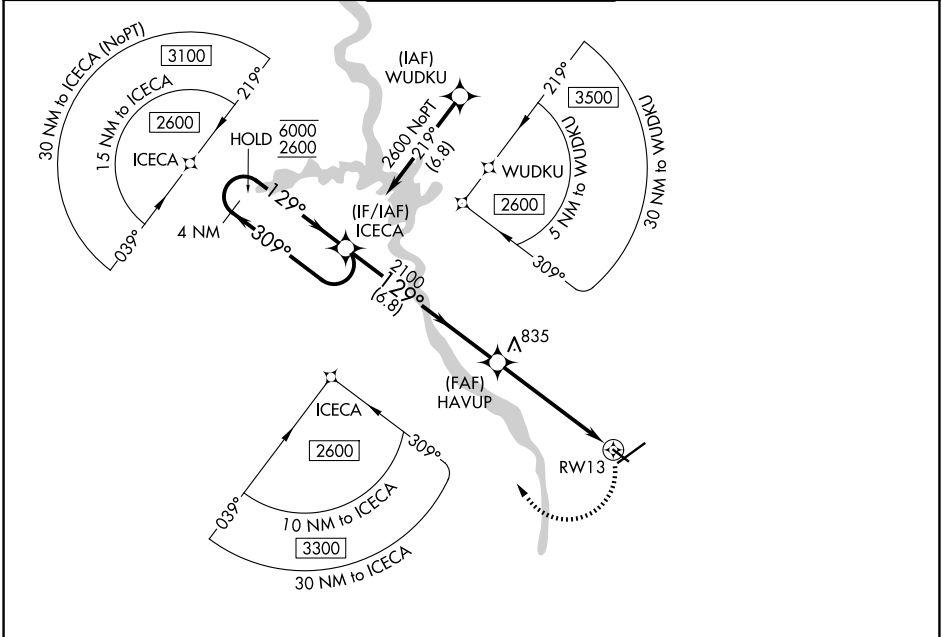 30 NM to ICECA (NoPT)
3100
15 NM to ICECA
2600
219°
ICECA
039°
HOLD
6000
2600
4 NM
129°
309°
(IAF)
WUDKU
2600 NoPT
219°
(6.8)
(IF/IAF)
ICECA
2100
129°
(6.8)
219°
3500
WUDKU
2600
5 NM to WUDKU
30 NM to WUDKU
309°
835
(FAF)
HAVUP
RW13
ICECA
2600
309°
039°
10 NM to ICECA
3300
30 NM to ICECA